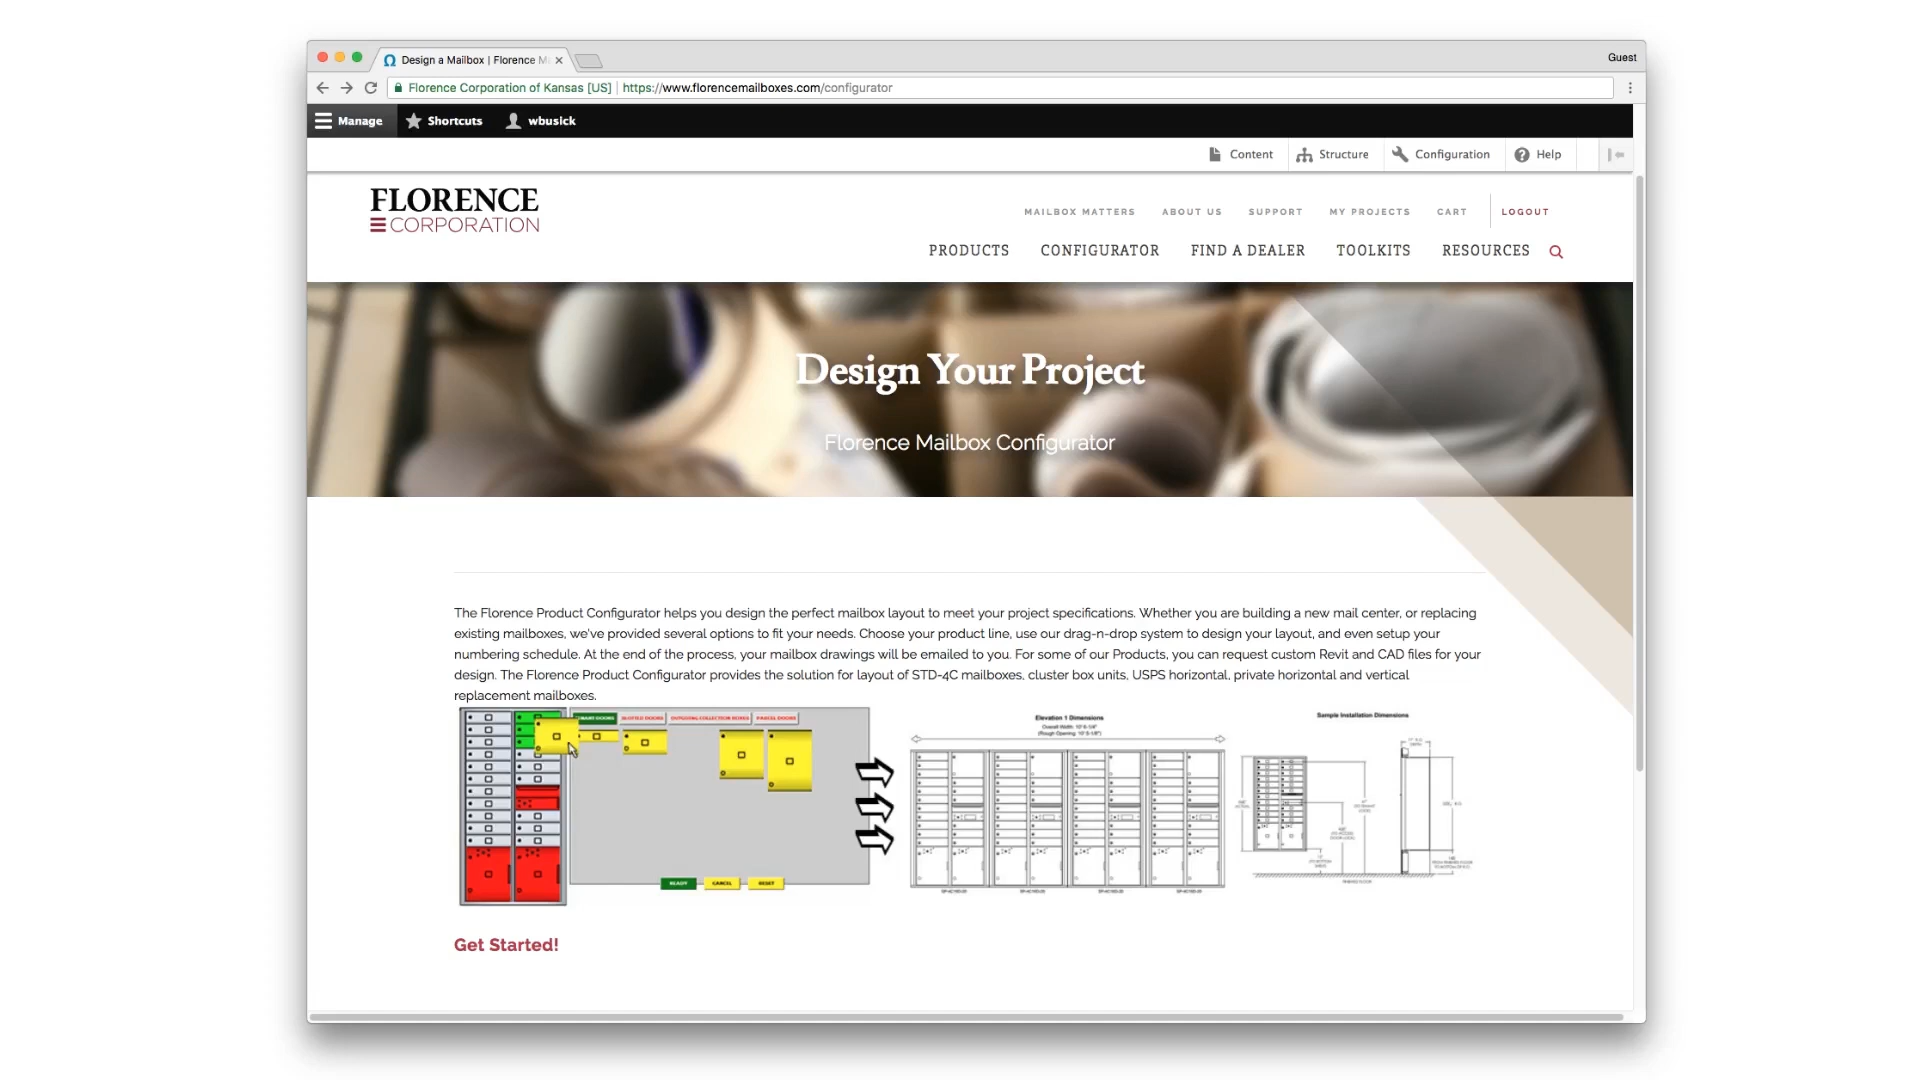 Design a Mailbox | Florence M
Guest
Florence Corporation of Kansas [US] | https://www.florencemailboxes.com/configurator
Manage Shortcuts wbusick
Content Structure Configuration Help
FLORENCE
CORPORATION
MAILBOX MATTERS ABOUT US SUPPORT MY PROJECTS CART LOGOUT
PRODUCTS CONFIGURATOR FIND A DEALER TOOLKITS RESOURCES
Design Your Project
Florence Mailbox Configurator
The Florence Product Configurator helps you design the perfect mailbox layout to meet your project specifications. Whether you are building a new mail center, or replacing
existing mailboxes, we've provided several options to fit your needs. Choose your product line, use our drag-n-drop system to design your layout, and even setup your
numbering schedule. At the end of the process, your mailbox drawings will be emailed to you. For some of our Products, you can request custom Revit and CAD files for your
design. The Florence Product Configurator provides the solution for layout of STD-4C mailboxes, cluster box units, USPS horizontal, private horizontal and vertical
replacement mailboxes.
DOORS SLOTTED DOORS OUTGOING COLLECTION BOXES PARCEL DOORS
Elevation 1 Dimensions
Sample Installation Dimensions
READY CANCEL RESET
Get Started!